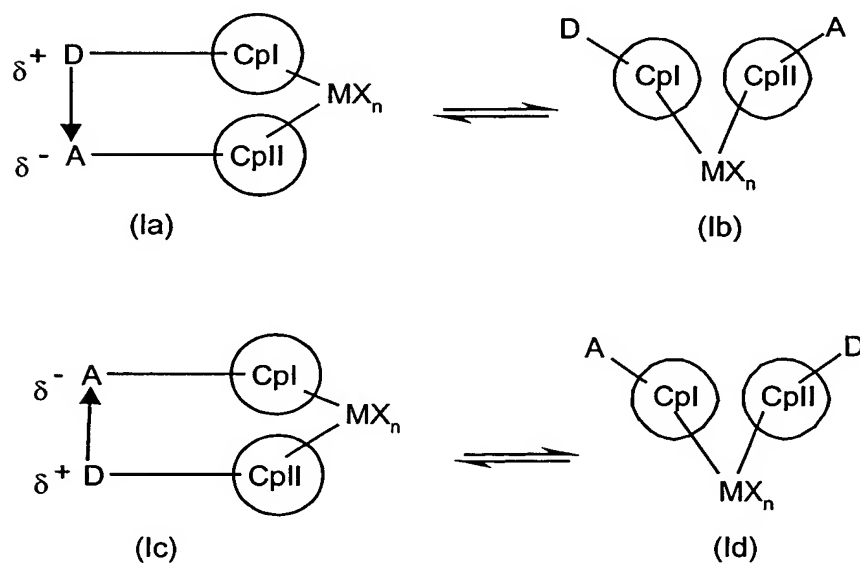 δ+ D CpI MXn δ- A CpII
(Ia)
D CpI CpII A MXn
(Ib)
δ- A CpI MXn δ+ D CpII
(Ic)
A CpI CpII D MXn
(Id)